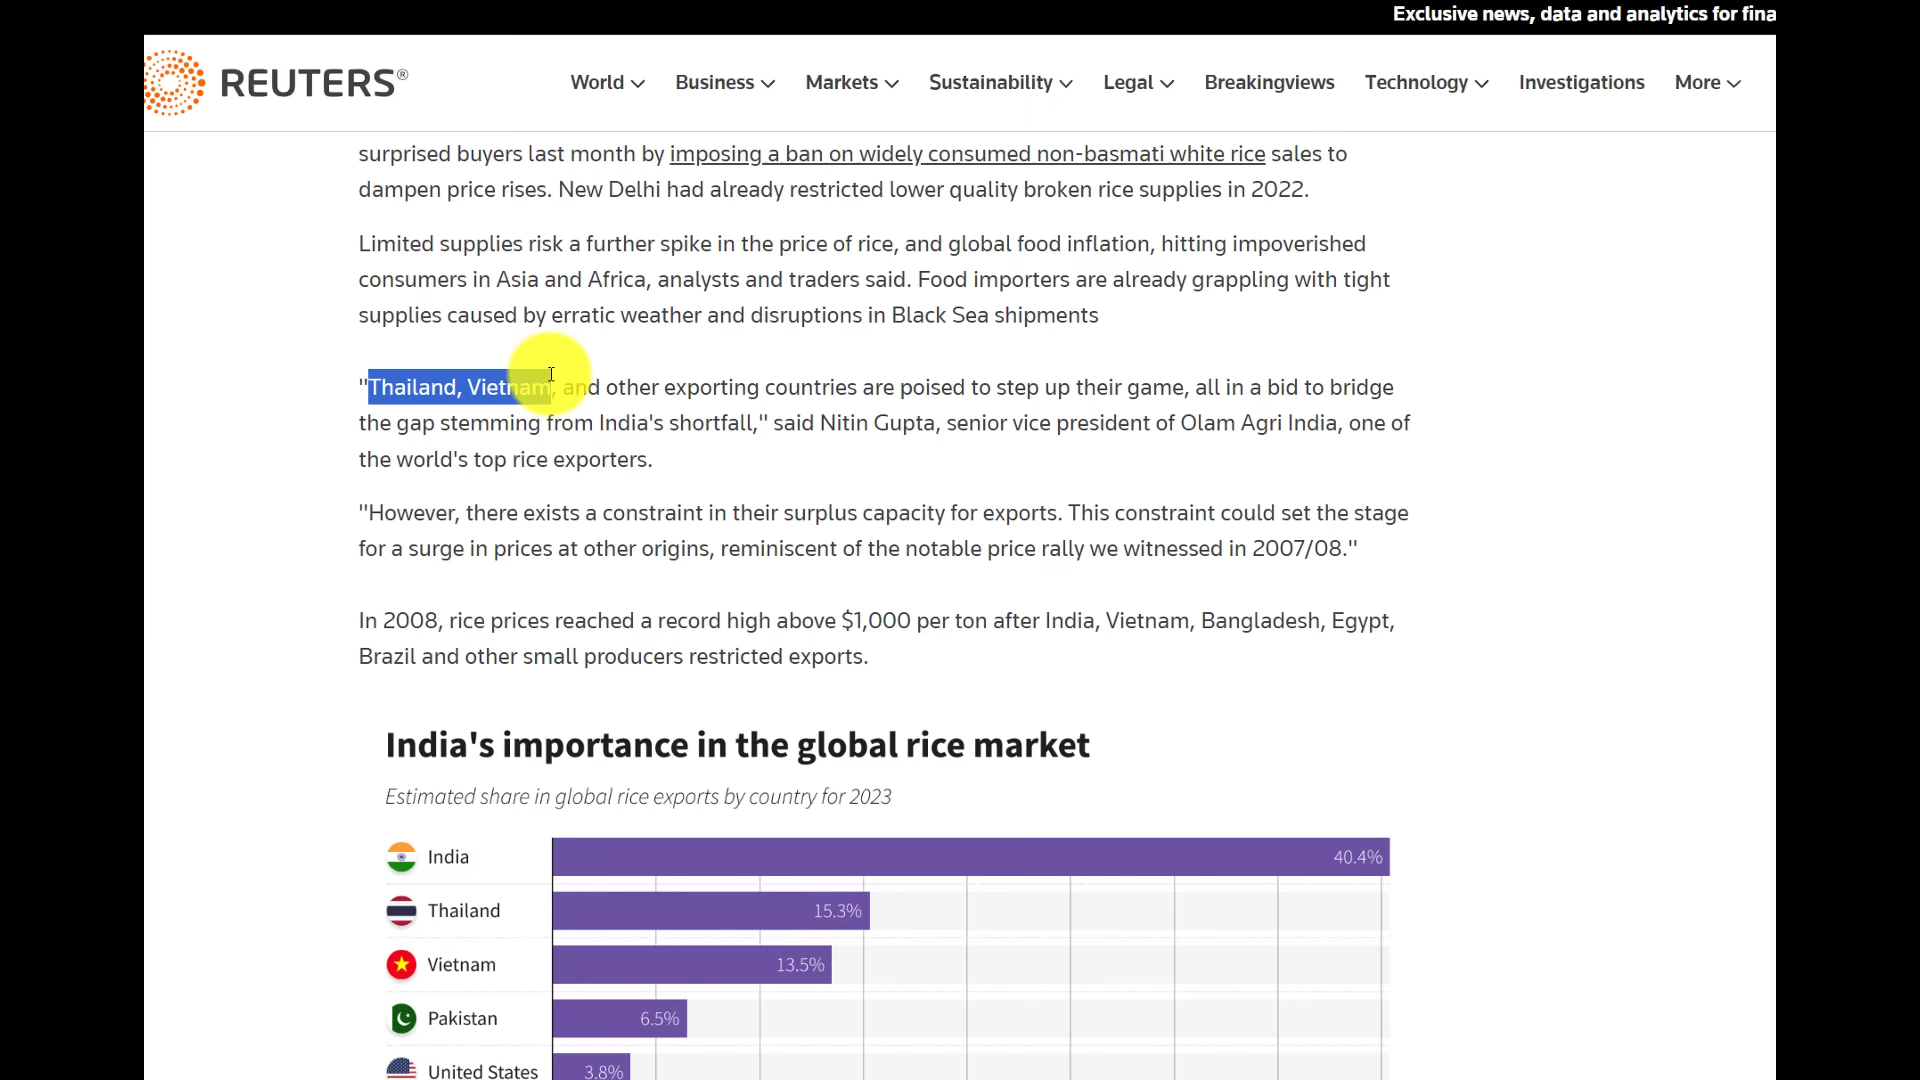 Exclusive news, data and analytics for fina
REUTERS®
World Business Markets Sustainability Legal Breakingviews Technology Investigations More
surprised buyers last month by imposing a ban on widely consumed non-basmati white rice sales to
dampen price rises. New Delhi had already restricted lower quality broken rice supplies in 2022.
Limited supplies risk a further spike in the price of rice, and global food inflation, hitting impoverished
consumers in Asia and Africa, analysts and traders said. Food importers are already grappling with tight
supplies caused by erratic weather and disruptions in Black Sea shipments
"Thailand, Vietnam, and other exporting countries are poised to step up their game, all in a bid to bridge
the gap stemming from India's shortfall," said Nitin Gupta, senior vice president of Olam Agri India, one of
the world's top rice exporters.
"However, there exists a constraint in their surplus capacity for exports. This constraint could set the stage
for a surge in prices at other origins, reminiscent of the notable price rally we witnessed in 2007/08."
In 2008, rice prices reached a record high above $1,000 per ton after India, Vietnam, Bangladesh, Egypt,
Brazil and other small producers restricted exports.
India's importance in the global rice market
Estimated share in global rice exports by country for 2023
India 40.4%
Thailand 15.3%
Vietnam 13.5%
Pakistan 6.5%
United States 3.8%